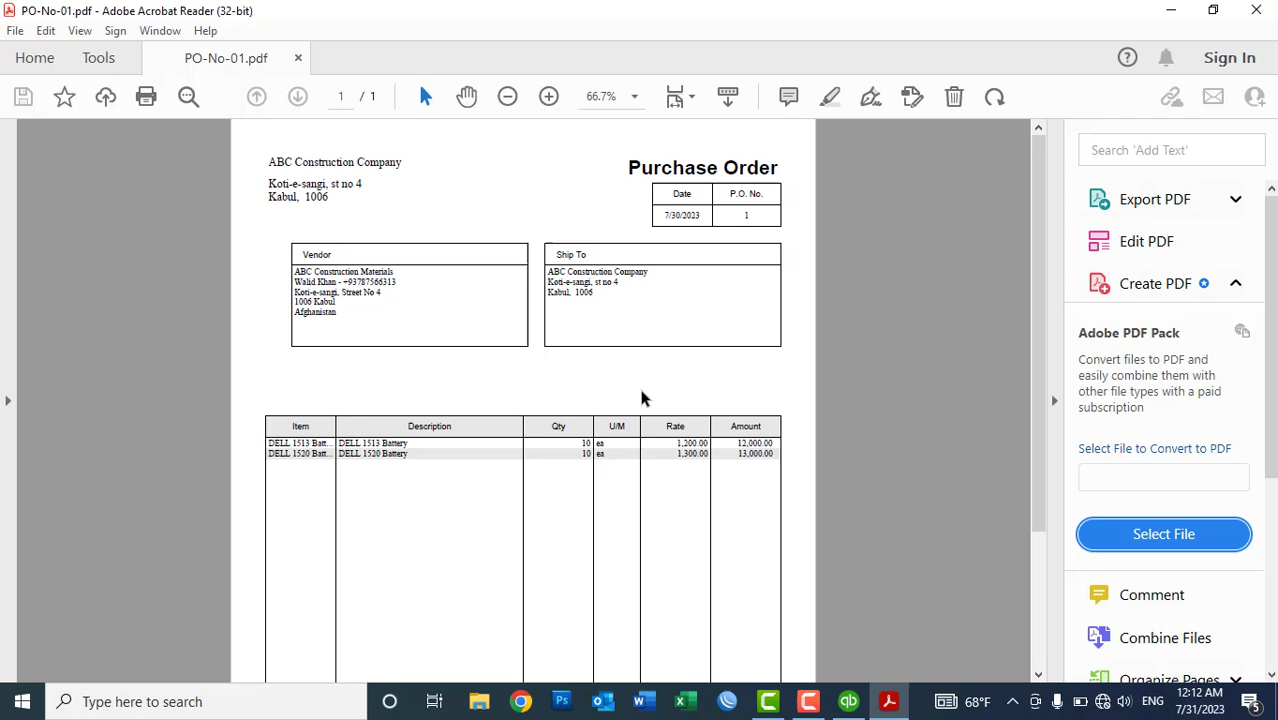 PO-No-01.pdf - Adobe Acrobat Reader (32-bit)
File Edit View Sign Window Help
Home Tools PO-No-01.pdf × Sign In
1 / 1 66.7%
ABC Construction Company
Koti-e-sangi, st no 4
Kabul, 1006
Purchase Order
Date P.O. No.
7/30/2023 1
Vendor
ABC Construction Materials
Walid Khan - +93787566313
Koti-e-sangi, Street No 4
1006 Kabul
Afghanistan
Ship To
ABC Construction Company
Koti-e-sangi, st no 4
Kabul, 1006
Item Description Qty U/M Rate Amount
DELL 1513 Batt... DELL 1513 Battery 10 ea 1,200.00 12,000.00
DELL 1520 Batt... DELL 1520 Battery 10 ea 1,300.00 13,000.00
Search 'Add Text'
Export PDF
Edit PDF
Create PDF
Adobe PDF Pack
Convert files to PDF and
easily combine them with
other file types with a paid
subscription
Select File to Convert to PDF
Select File
Comment
Combine Files
Organize Pages
Type here to search
68°F
ENG
12:12 AM
7/31/2023
5